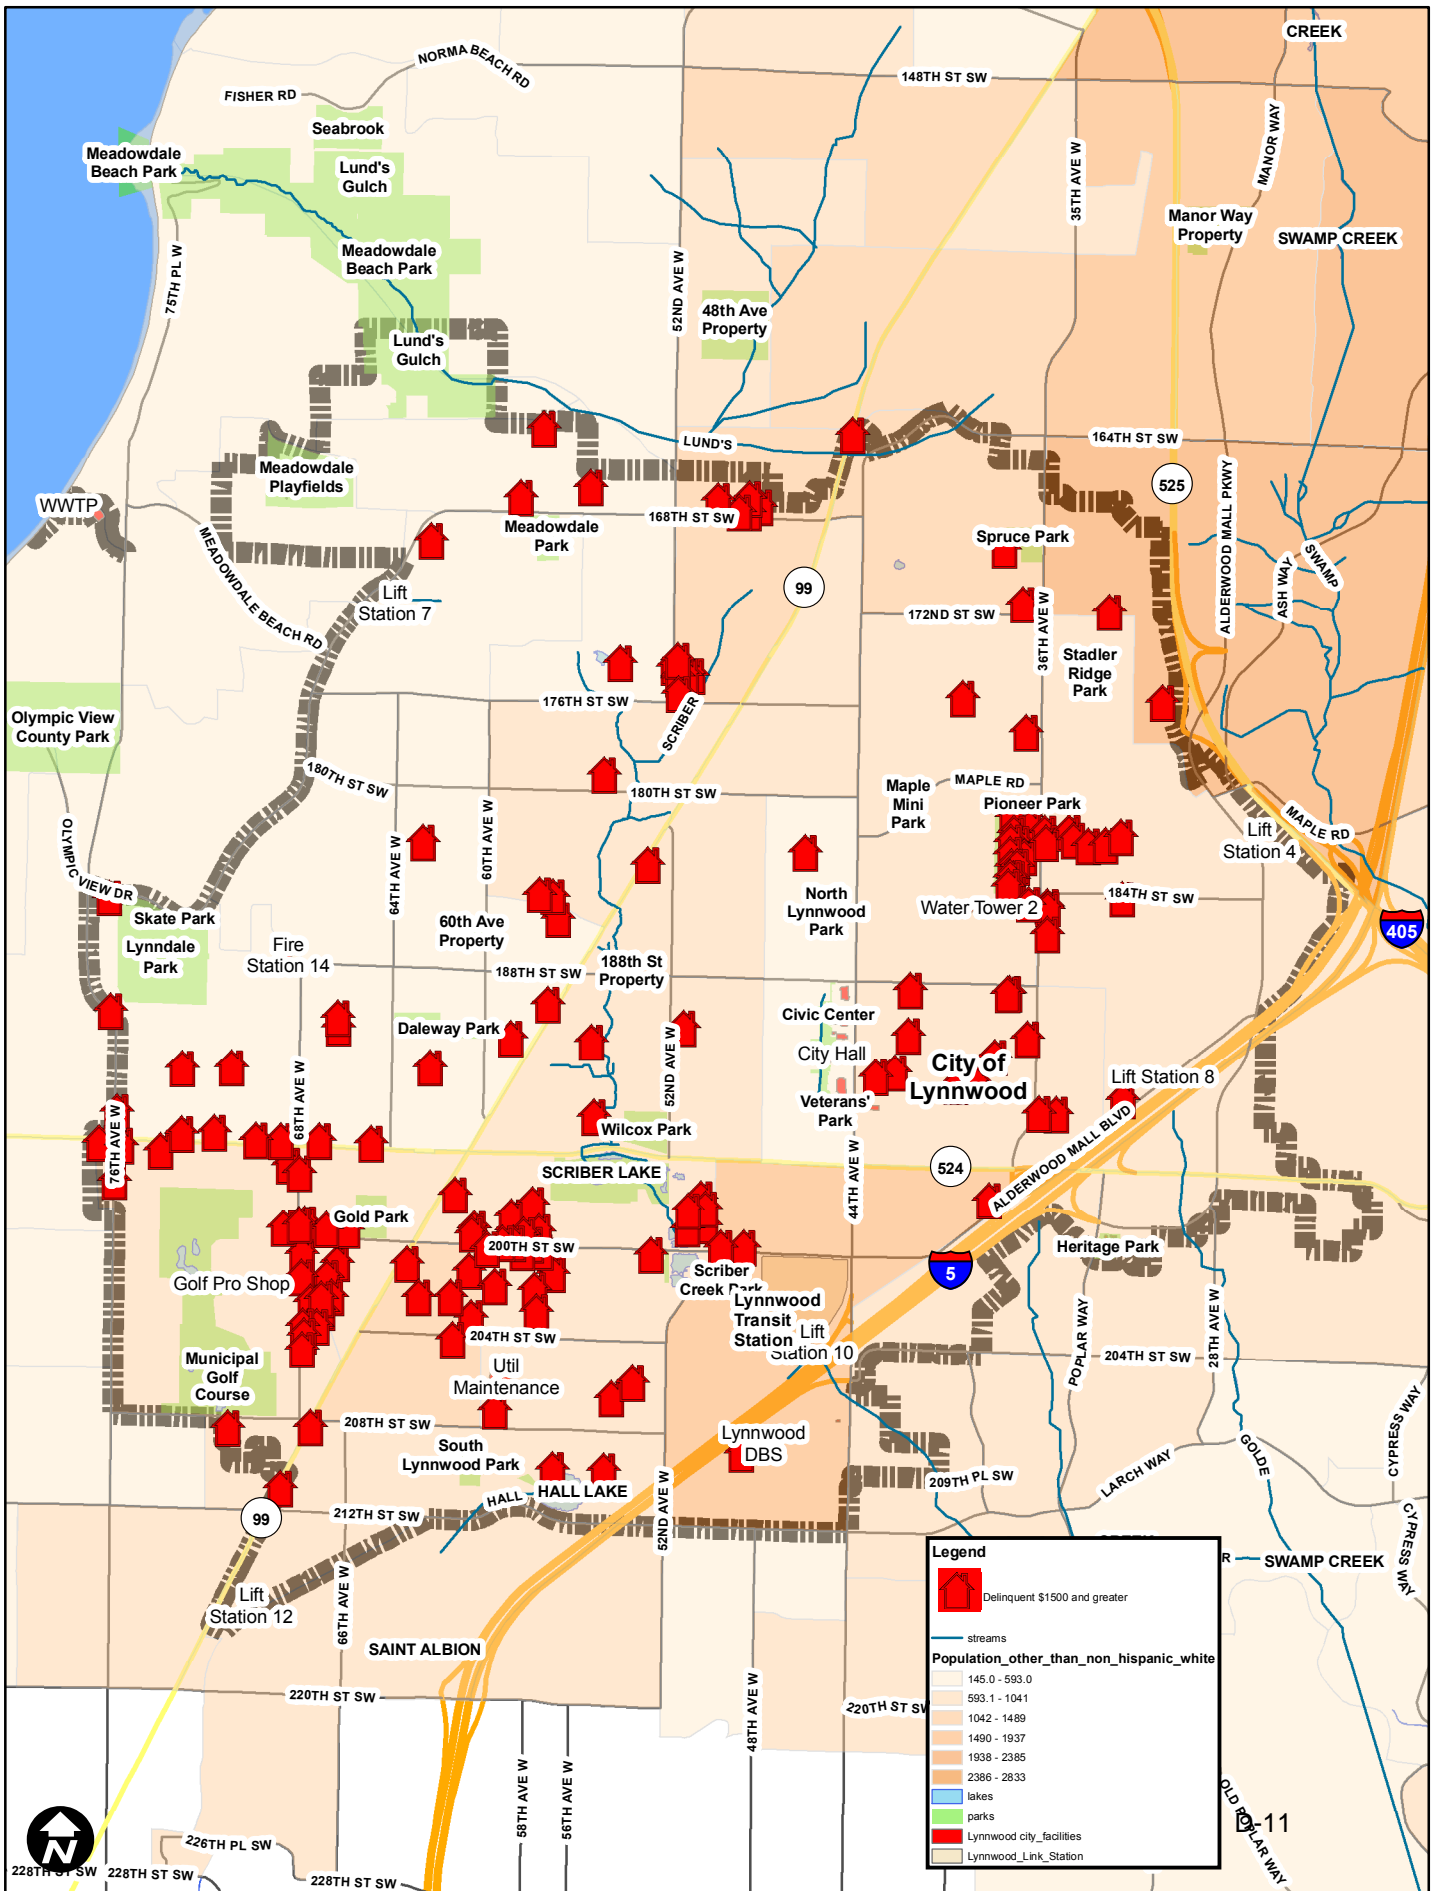 CREEK
NORMA BEACH RD
148TH ST SW
FISHER RD
Seabrook
MANOR WAY
Meadowdale
Beach Park
Lund's
Gulch
35TH AVE W
Manor Way
Property
SWAMP CREEK
Meadowdale
Beach Park
75TH PL W
52ND AVE W
48th Ave
Property
Lund's
Gulch
LUND'S
164TH ST SW
Meadowdale
Playfields
525
WWTP
168TH ST SW
Meadowdale
Park
Spruce Park
ALDERWOOD MALL PKWY
SWAMP
ASH WAY
MEADOWDALE BEACH RD
Lift
Station 7
99
172ND ST SW
36TH AVE W
Stadler
Ridge
Park
Olympic View
County Park
176TH ST SW
SCRIBER
180TH ST SW
180TH ST SW
MAPLE RD
Maple
Mini
Park
Pioneer Park
MAPLE RD
Lift
Station 4
OLYMPIC VIEW DR
64TH AVE W
60TH AVE W
184TH ST SW
North
Lynnwood
Park
Water Tower 2
Skate Park
Lynndale
Park
Fire
Station 14
60th Ave
Property
405
188TH ST SW
188th St
Property
Civic Center
Daleway Park
City Hall
52ND AVE W
City of
Lynnwood
Lift Station 8
Veterans'
Park
76TH AVE W
68TH AVE W
Wilcox Park
ALDERWOOD MALL BLVD
SCRIBER LAKE
524
44TH AVE W
Gold Park
200TH ST SW
Heritage Park
Golf Pro Shop
Scriber
Creek Park
5
Lynnwood
Transit
Station
Lift
Station 10
204TH ST SW
POPLAR WAY
204TH ST SW
28TH AVE W
Municipal
Golf
Course
Util
Maintenance
208TH ST SW
Lynnwood
DBS
GOLDE
CYPRESS WAY
South
Lynnwood Park
LARCH WAY
209TH PL SW
HALL
HALL LAKE
52ND AVE W
212TH ST SW
99
CYPRESS WAY
SWAMP CREEK
R
Lift
Station 12
66TH AVE W
SAINT ALBION
220TH ST SW
220TH ST SW
48TH AVE W
58TH AVE W
56TH AVE W
226TH PL SW
228TH ST SW
228TH ST SW
228TH ST SW
N
OLD POPLAR WAY
D-11
Legend
Delinquent $1500 and greater
streams
Population_other_than_non_hispanic_white
145.0 - 593.0
593.1 - 1041
1042 - 1489
1490 - 1937
1938 - 2385
2386 - 2833
lakes
parks
Lynnwood city_facilities
Lynnwood_Link_Station